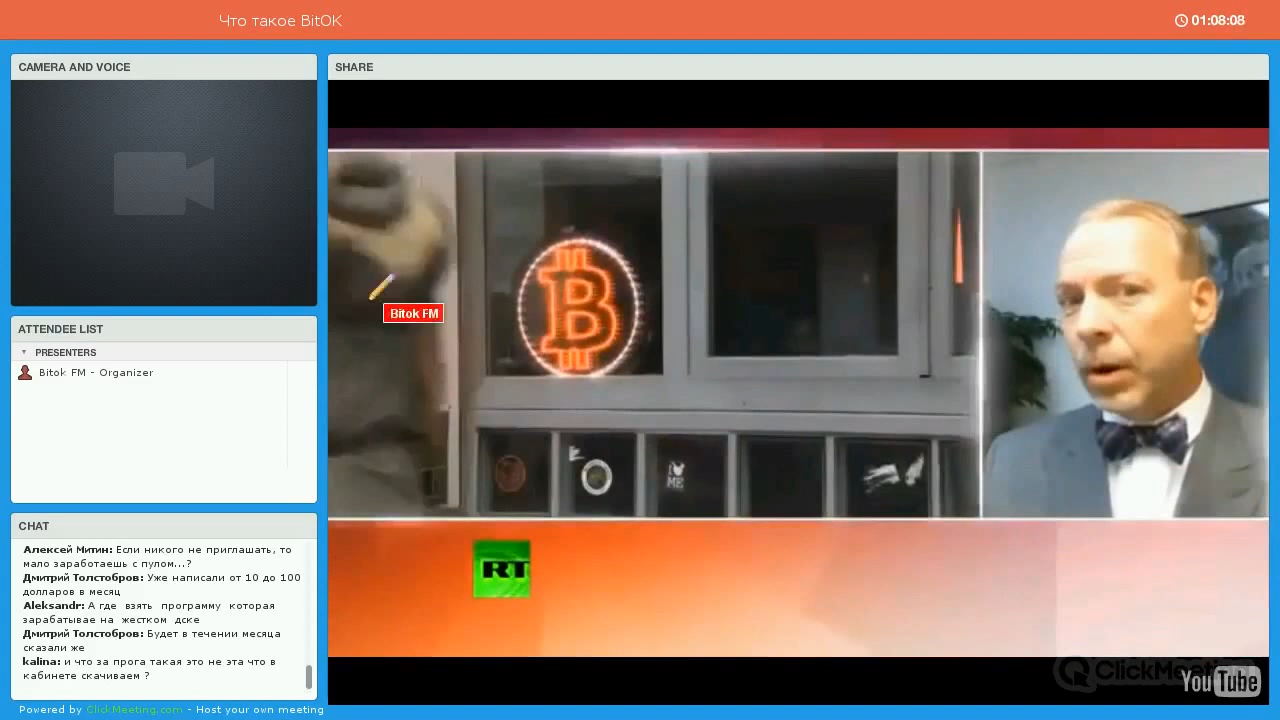 Что такое BitOK
01:08:08
CAMERA AND VOICE
SHARE
Bitok FM
B
ATTENDEE LIST
PRESENTERS
Bitok FM - Organizer
I ME
RT
CHAT
Алексей Митин: Если никого не приглашать, то
мало заработаешь с пулом...?
Дмитрий Толстобров: Уже написали от 10 до 100
долларов в месяц
Aleksandr: А где взять программу которая
зарабатывае на жестком дске
Дмитрий Толстобров: Будет в течении месяца
сказали же
kalina: и что за прога такая это не эта что в
кабинете скачиваем ?
ClickMeeting
YouTube
Powered by ClickMeeting.com - Host your own meeting